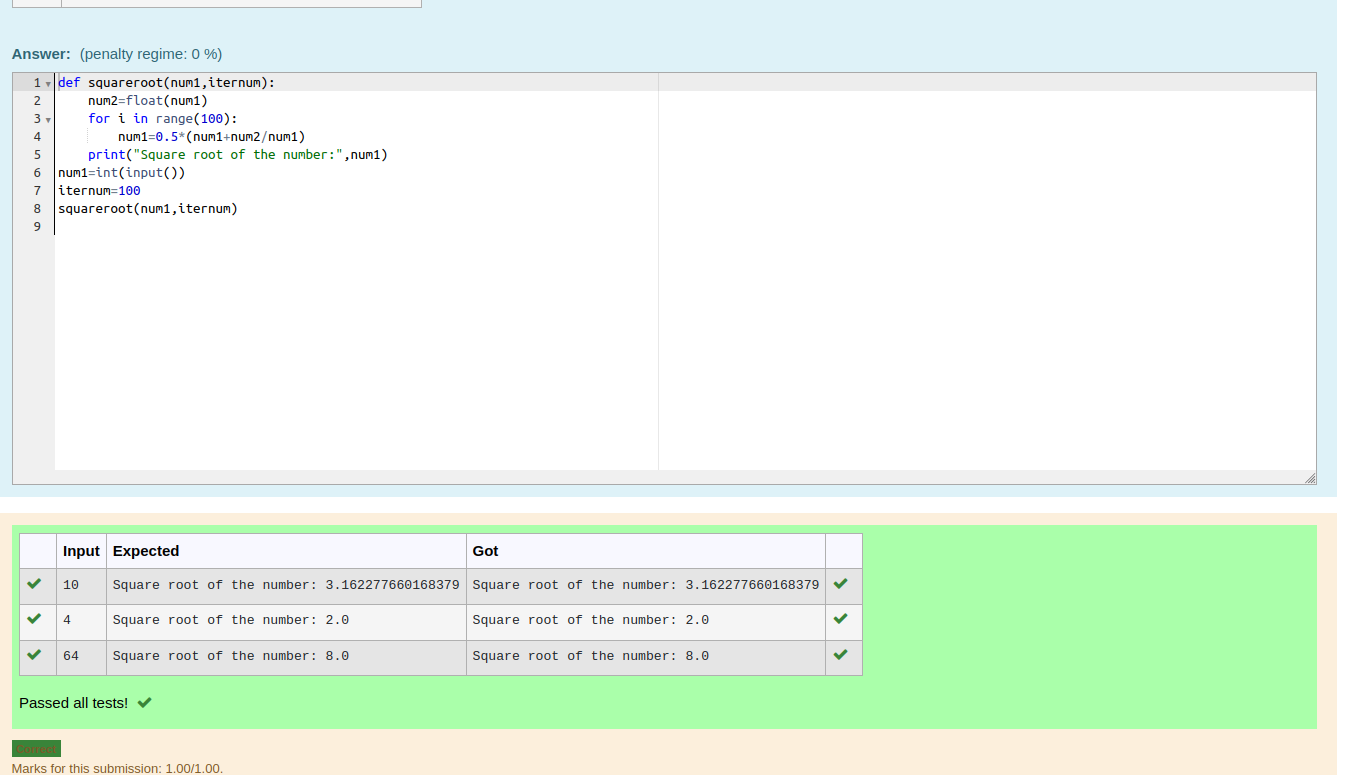 Answer: (penalty regime: 0 %)
1 def squareroot(num1,iternum):
2 num2=float(num1)
3 for i in range(100):
4 num1=0.5*(num1+num2/num1)
5 print("Square root of the number:",num1)
6 num1=int(input())
7 iternum=100
8 squareroot(num1,iternum)
9
Input Expected Got
10 Square root of the number: 3.162277660168379 Square root of the number: 3.162277660168379
4 Square root of the number: 2.0 Square root of the number: 2.0
64 Square root of the number: 8.0 Square root of the number: 8.0
Passed all tests!
Correct
Marks for this submission: 1.00/1.00.